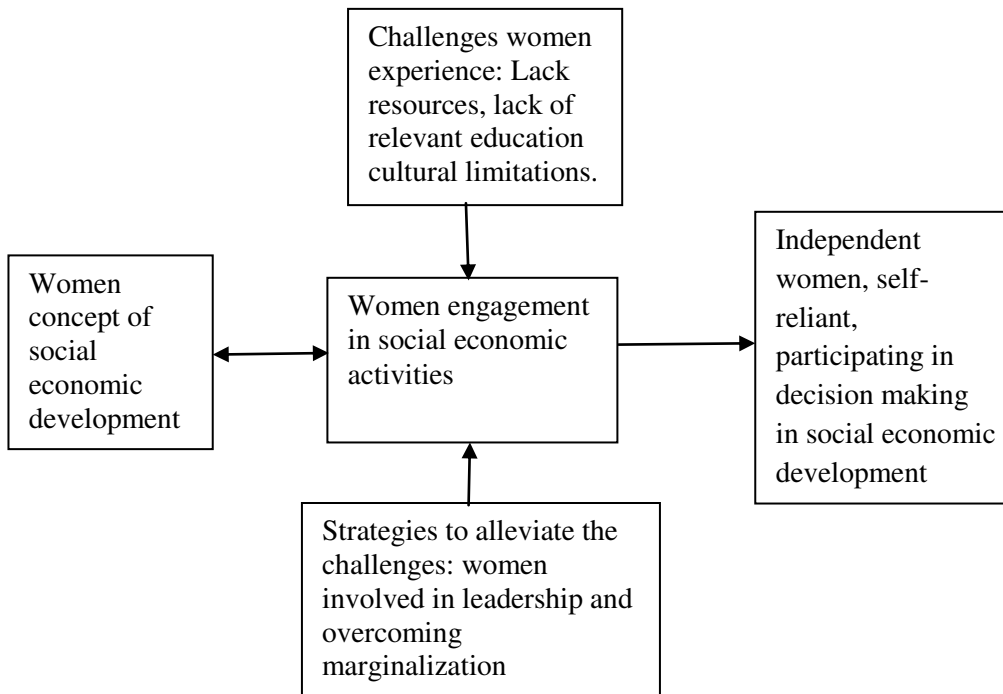 Challenges women
experience: Lack
resources, lack of
relevant education
cultural limitations.
Women
concept of
social
economic
development
Women engagement
in social economic
activities
Independent
women, self-
reliant,
participating in
decision making
in social economic
development
Strategies to alleviate the
challenges: women
involved in leadership and
overcoming
marginalization